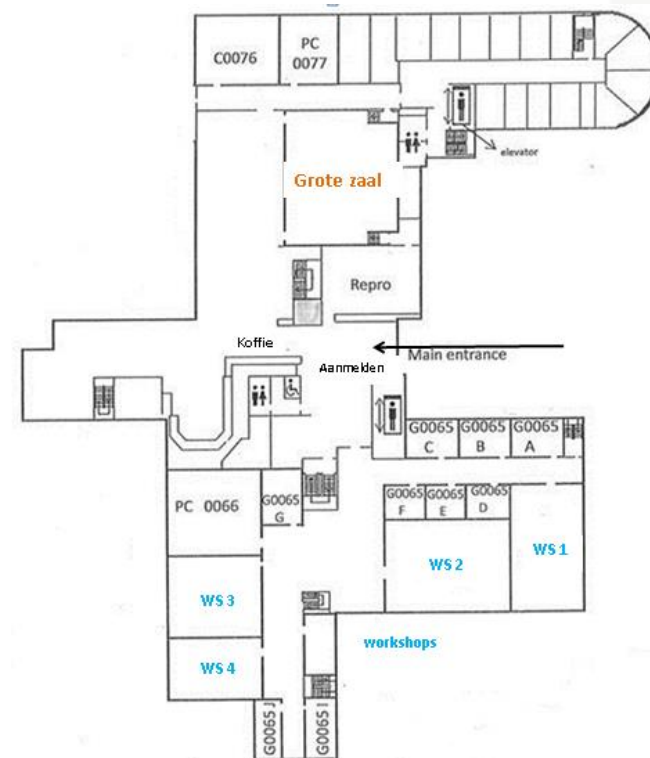 C0076
PC
0077
elevator
Grote zaal
Repro
Koffie
Main entrance
Aanmelden
G0065
C
G0065
B
G0065
A
PC 0066
G0065
G
G0065
F
G0065
E
G0065
D
WS 1
WS 2
WS 3
workshops
WS 4
G0065 J
G0065 I